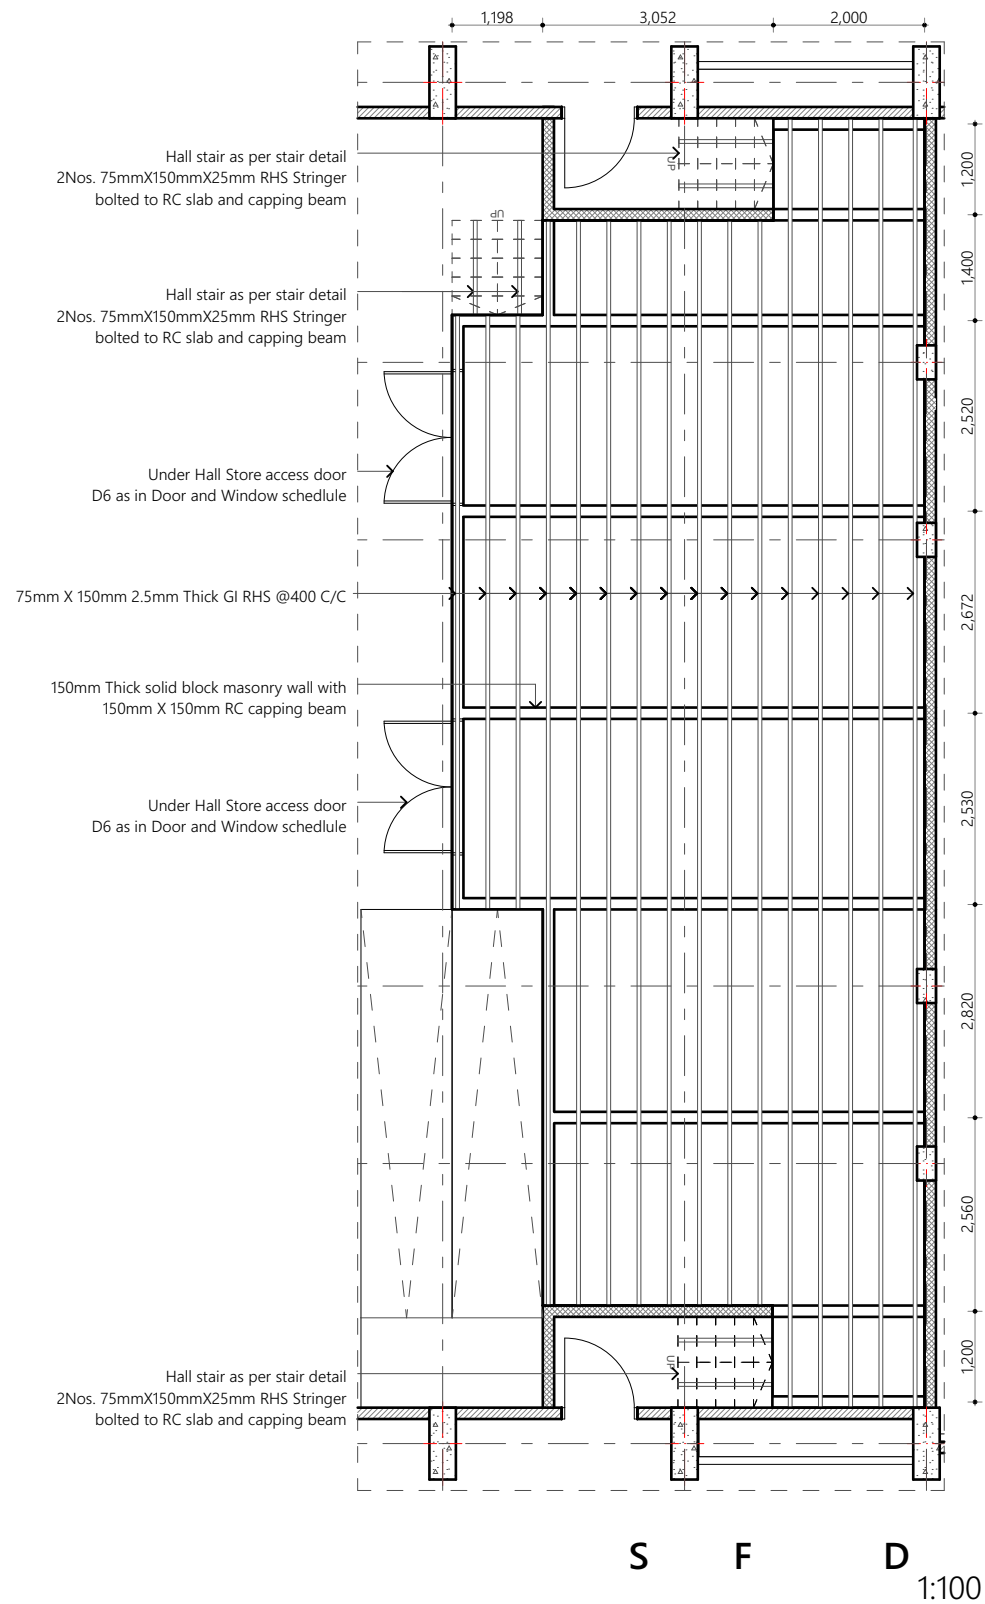 1,198
3,052
2,000
Hall stair as per stair detail
2Nos. 75mmX150mmX25mm RHS Stringer
bolted to RC slab and capping beam
UP
1,200
UP
1,400
Hall stair as per stair detail
2Nos. 75mmX150mmX25mm RHS Stringer
bolted to RC slab and capping beam
2,520
Under Hall Store access door
D6 as in Door and Window schedlule
4
75mm X 150mm 2.5mm Thick GI RHS @400 C/C
2,672
150mm Thick solid block masonry wall with
150mm X 150mm RC capping beam
2,530
Under Hall Store access door
D6 as in Door and Window schedlule
2,820
2,560
UP
1,200
Hall stair as per stair detail
2Nos. 75mmX150mmX25mm RHS Stringer
bolted to RC slab and capping beam
S F D
1:100